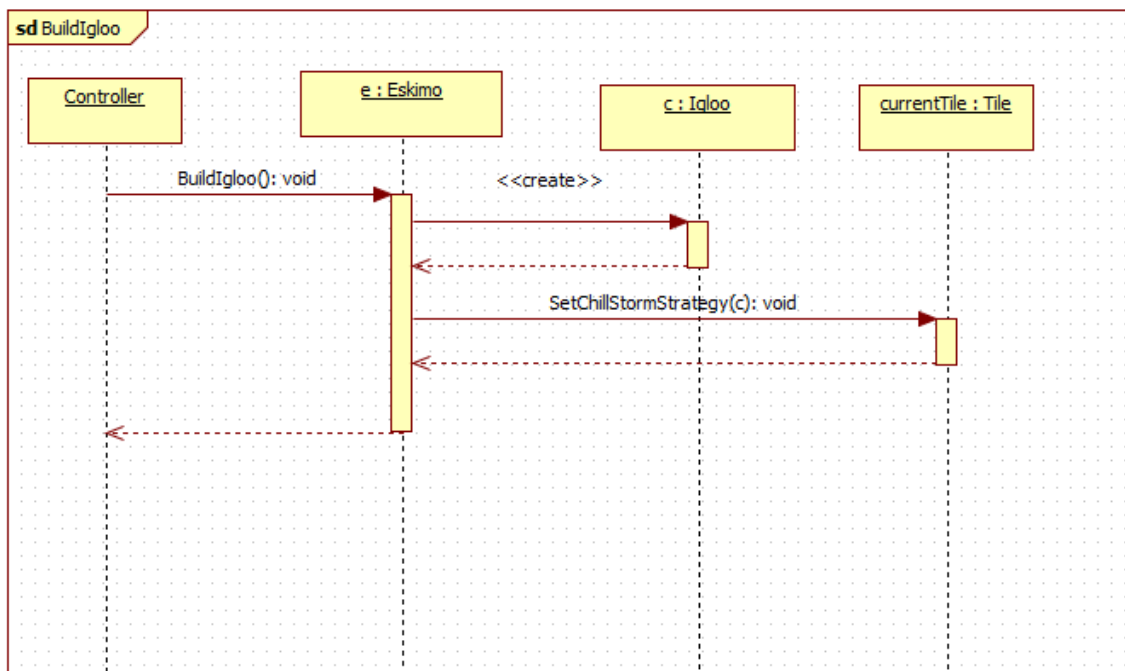 sd BuildIgloo
Controller
e : Eskimo
c : Igloo
currentTile : Tile
BuildIgloo(): void
<<create>>
SetChillStormStrategy(c): void